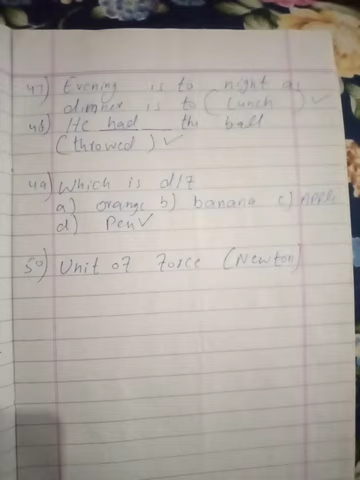 47) Evening is to night as
dinner is to (Lunch) ✓
48) He had __ the ball
(throwed) ✓
49) Which is d/7
a) orange b) banana c) Apple
d) Pen ✓
50) Unit of force (Newton)